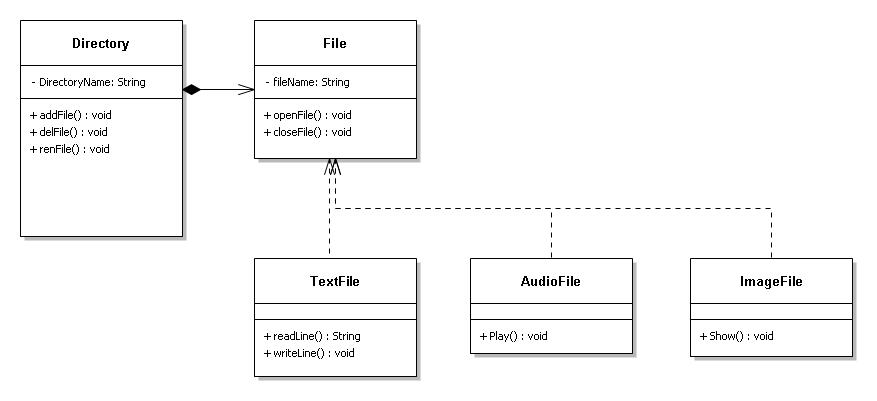 Directory
- DirectoryName: String
+ addFile() : void
+ delFile() : void
+ renFile() : void
File
- fileName: String
+ openFile() : void
+ closeFile() : void
TextFile
+ readLine() : String
+ writeLine() : void
AudioFile
+ Play() : void
ImageFile
+ Show() : void